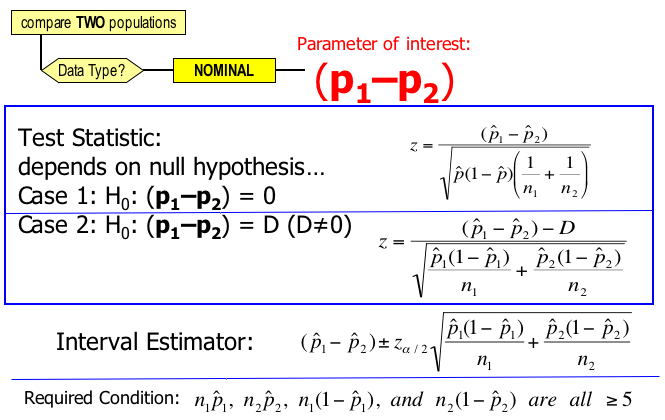 compare TWO populations
Data Type?
NOMINAL
Parameter of interest:
(p₁–p₂)
Test Statistic:
depends on null hypothesis…
Case 1: H₀: (p₁–p₂) = 0
z = (p̂₁ − p̂₂) / √(p̂(1 − p̂)(1/n₁ + 1/n₂))
Case 2: H₀: (p₁–p₂) = D (D≠0)
z = ((p̂₁ − p̂₂) − D) / √(p̂₁(1 − p̂₁)/n₁ + p̂₂(1 − p̂₂)/n₂)
Interval Estimator: (p̂₁ − p̂₂) ± z_{α/2} √(p̂₁(1 − p̂₁)/n₁ + p̂₂(1 − p̂₂)/n₂)
Required Condition: n₁p̂₁, n₂p̂₂, n₁(1 − p̂₁), and n₂(1 − p̂₂) are all ≥ 5